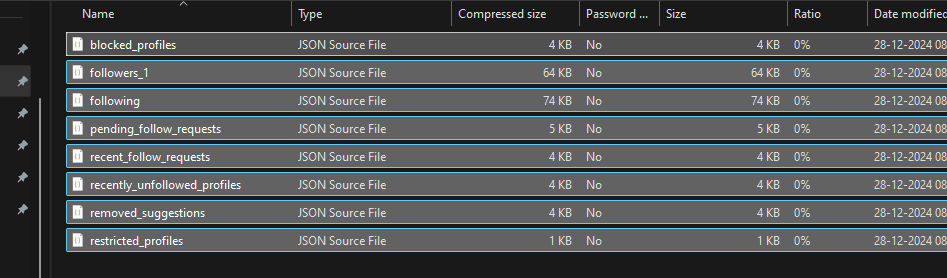 Name Type Compressed size Password ... Size Ratio Date modified
blocked_profiles JSON Source File 4 KB No 4 KB 0% 28-12-2024 08
followers_1 JSON Source File 64 KB No 64 KB 0% 28-12-2024 08
following JSON Source File 74 KB No 74 KB 0% 28-12-2024 08
pending_follow_requests JSON Source File 5 KB No 5 KB 0% 28-12-2024 08
recent_follow_requests JSON Source File 4 KB No 4 KB 0% 28-12-2024 08
recently_unfollowed_profiles JSON Source File 4 KB No 4 KB 0% 28-12-2024 08
removed_suggestions JSON Source File 4 KB No 4 KB 0% 28-12-2024 08
restricted_profiles JSON Source File 1 KB No 1 KB 0% 28-12-2024 08